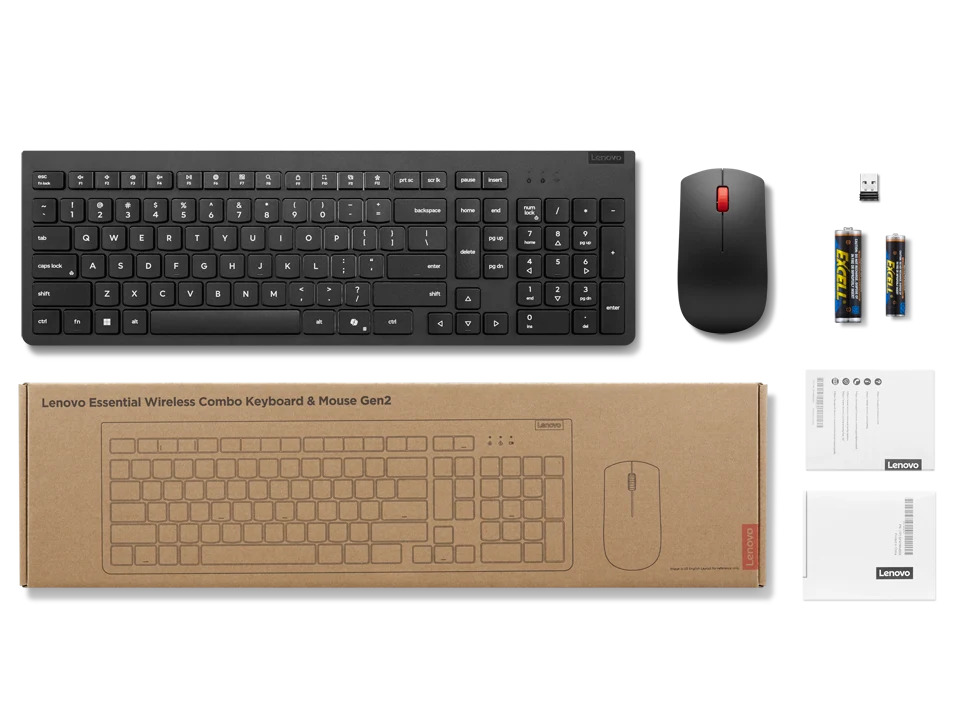 Lenovo
esc
fn lock
F1 F2 F3 F4 F5 F6 F7 F8 F9 F10 F11 F12
prt sc
scr lk
pause
insert
~ ! @ # $ % ^ & * ( ) _ +
` 1 2 3 4 5 6 7 8 9 0 - =
backspace
home
end
num lock
/ * -
tab
Q W E R T Y U I O P { } |
[ ] \
delete
pg up
7 home
8
9 pg up
+
caps lock
A S D F G H J K L : "
; '
enter
pg dn
4
5
6
shift
Z X C V B N M < > ?
, . /
shift
1 end
2
3 pg dn
enter
ctrl
fn
alt
alt
ctrl
0 ins
. del
EXCELL
EXCELL
Lenovo Essential Wireless Combo Keyboard & Mouse Gen2
Lenovo
Lenovo
Lenovo
Lenovo